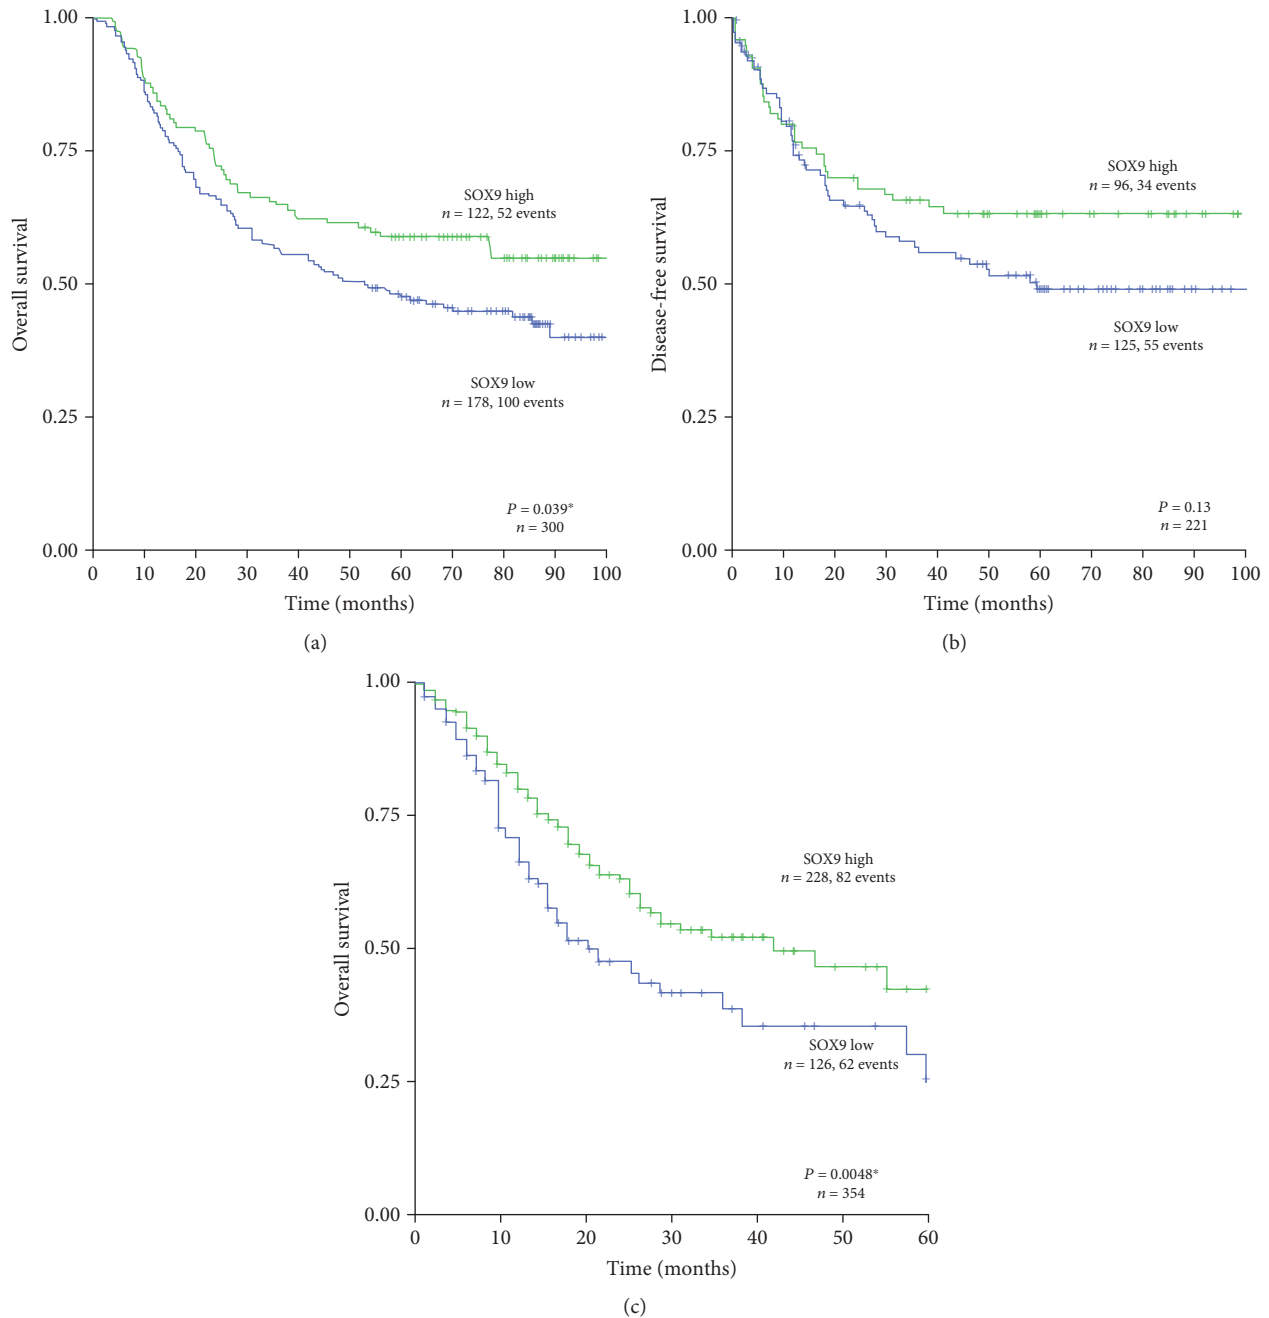 1.00
0.75
0.50
0.25
0.00
Overall survival
SOX9 high
n = 122, 52 events
SOX9 low
n = 178, 100 events
P = 0.039*
n = 300
0 10 20 30 40 50 60 70 80 90 100
Time (months)
(a)
1.00
0.75
0.50
0.25
0.00
Disease-free survival
SOX9 high
n = 96, 34 events
SOX9 low
n = 125, 55 events
P = 0.13
n = 221
0 10 20 30 40 50 60 70 80 90 100
Time (months)
(b)
1.00
0.75
0.50
0.25
0.00
Overall survival
SOX9 high
n = 228, 82 events
SOX9 low
n = 126, 62 events
P = 0.0048*
n = 354
0 10 20 30 40 50 60
Time (months)
(c)